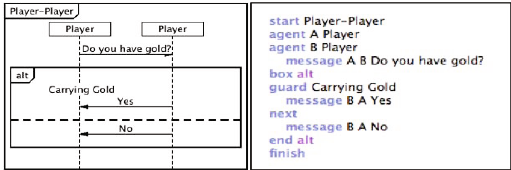 Player-Player
Player Player
Do you have gold?
alt
Carrying Gold
Yes
No
start Player-Player
agent A Player
agent B Player
message A B Do you have gold?
box alt
guard Carrying Gold
message B A Yes
next
message B A No
end alt
finish